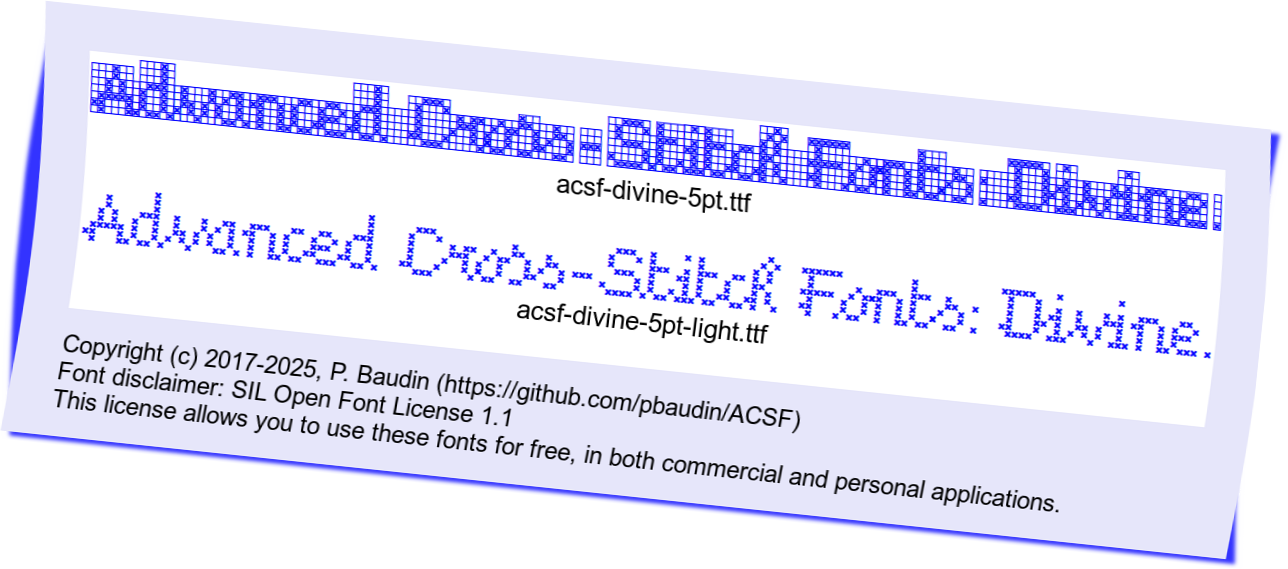 Advanced Cross-Stitch Fonts: Divine.
acsf-divine-5pt.ttf
Advanced Cross-Stitch Fonts: Divine.
acsf-divine-5pt-light.ttf
Copyright (c) 2017-2025, P. Baudin (https://github.com/pbaudin/ACSF)
Font disclaimer: SIL Open Font License 1.1
This license allows you to use these fonts for free, in both commercial and personal applications.